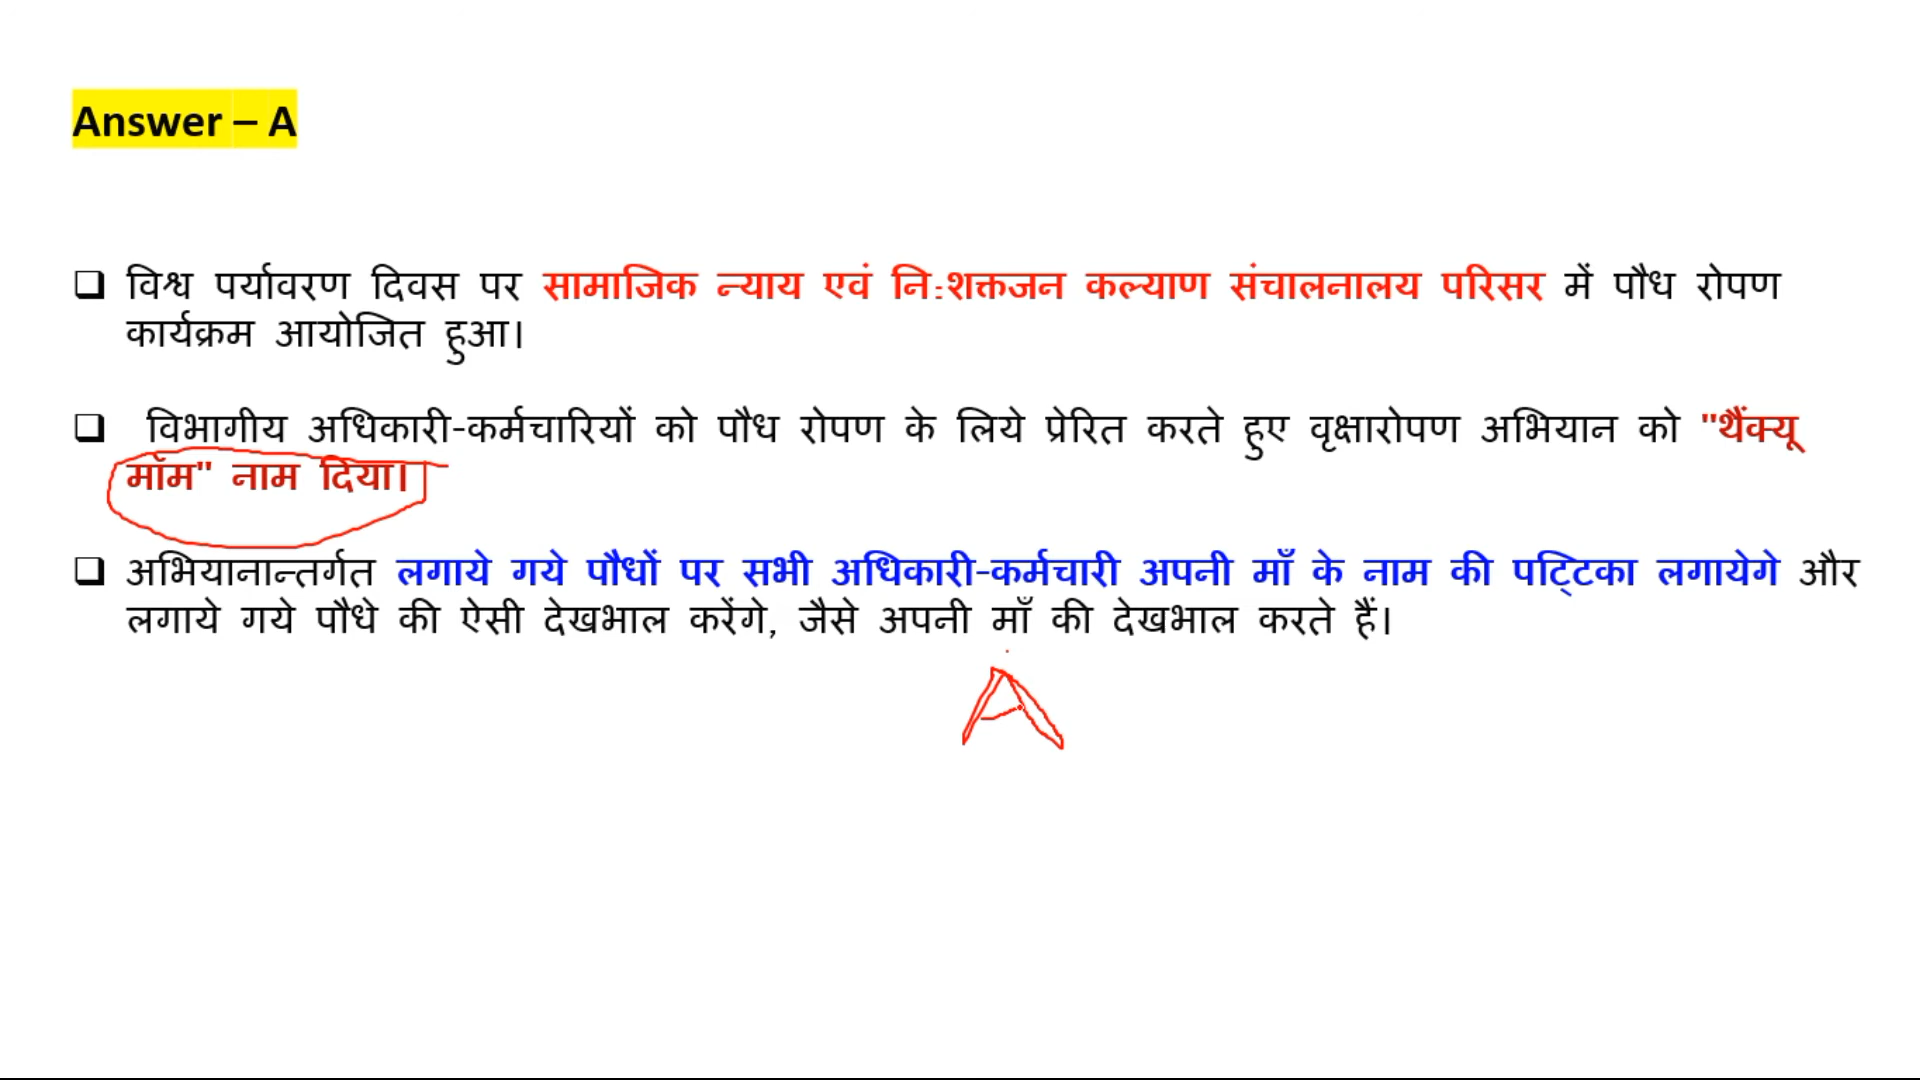 Answer – A
❑ विश्व पर्यावरण दिवस पर सामाजिक न्याय एवं नि:शक्तजन कल्याण संचालनालय परिसर में पौध रोपण
कार्यक्रम आयोजित हुआ।
❑ विभागीय अधिकारी-कर्मचारियों को पौध रोपण के लिये प्रेरित करते हुए वृक्षारोपण अभियान को "थैंक्यू
मॉम" नाम दिया।
❑ अभियानान्तर्गत लगाये गये पौधों पर सभी अधिकारी-कर्मचारी अपनी माँ के नाम की पट्टिका लगायेगे और
लगाये गये पौधे की ऐसी देखभाल करेंगे, जैसे अपनी माँ की देखभाल करते हैं।
A